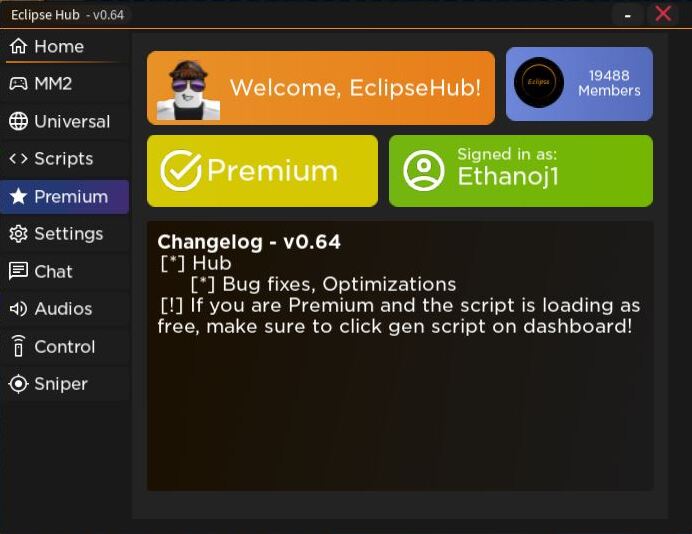 Eclipse Hub - v0.64
Home
MM2
Universal
Scripts
Premium
Settings
Chat
Audios
Control
Sniper
Welcome, EclipseHub!
Eclipse
19488
Members
Premium
Signed in as:
Ethanoj1
Changelog - v0.64
[*] Hub
[*] Bug fixes, Optimizations
[!] If you are Premium and the script is loading as
free, make sure to click gen script on dashboard!